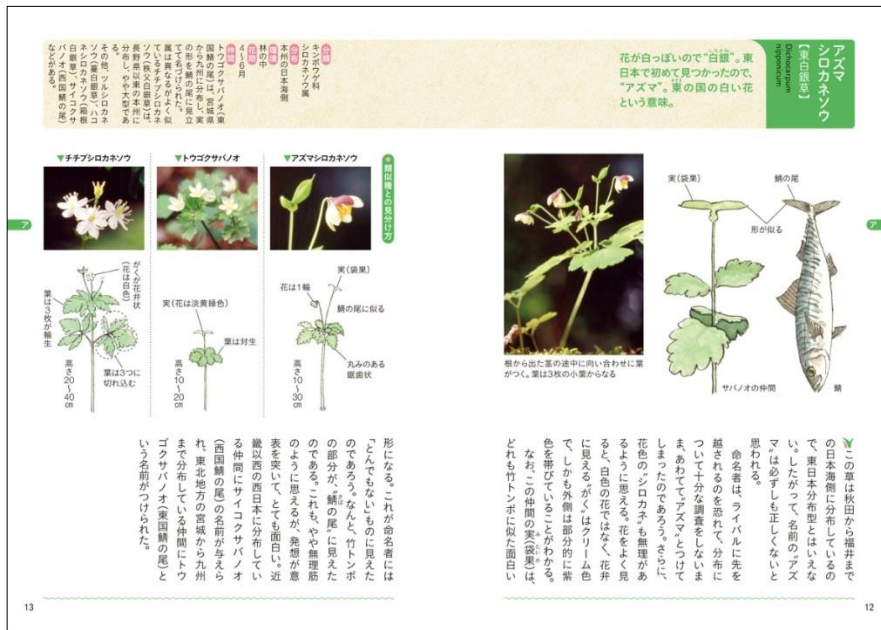 アズマ
シロカネソウ
【東白銀草】
Dichocarpum
nipponicum
花が白っぽいので“白銀”。東
日本で初めて見つかったので、
“アズマ”。東の国の白い花
という意味。
分類
キンポウゲ科
シロカネソウ属
分布
本州の日本海側
環境
林の中
花期
4〜6月
仲間
トウゴクサバノオ(東
国鯖の尾)は、宮城県
から九州に分布し、実
の形を鯖の尾に見立
てて名づけられた。
属は異なるがよく似
ているチチブシロカネ
ソウ(秩父白銀草)は、
長野県以東の本州に
分布し、やや大型であ
る。
その他、ツルシロカネ
ソウ(蔓白銀草)、ハコ
ネシロカネソウ(箱根
白銀草)、サイコクサ
バノオ(西国鯖の尾)
などがある。
ア
実(袋果)
鯖の尾
形が似る
サバノオの仲間
鯖
根から出た茎の途中に向い合わせに葉
がつく。葉は3枚の小葉からなる
この草は秋田から福井まで
の日本海側に分布しているの
で、東日本分布型とはいえな
い。したがって、名前の“アズ
マ”は必ずしも正しくないと
思われる。
命名者は、ライバルに先を
越されるのを恐れて、分布に
ついて十分な調査をしないま
ま、あわてて“アズマ”とつけて
しまったのであろう。さらに、
花色の“シロカネ”も無理があ
るように思える。花をよく見
ると、白色の花ではなく、花弁
に見える“がく”はクリーム色
で、しかも外側は部分的に紫
色を帯びていることがわかる。
なお、この仲間の実(袋果)は、
どれも竹トンボに似た面白い
12
●類似種との見分け方
▼アズマシロカネソウ
実(袋果)
花は1輪
鯖の尾に似る
丸みのある
鋸歯状
高さ10〜30cm
▼トウゴクサバノオ
実(花は淡黄緑色)
葉は対生
高さ10〜20cm
▼チチブシロカネソウ
がくが花弁状
(花は白色)
葉は3枚が輪生
葉は3つに
切れ込む
高さ20〜40cm
ア
形になる。これが命名者には
「とんでもない」ものに見えた
のであろう。なんと、竹トンボ
の部分が、“鯖の尾”に見えた
のである。これも、やや無理筋
のように思えるが、発想が意
表を突いて、とても面白い。近
畿以西の西日本に分布してい
る仲間にサイコクサバノオ
(西国鯖の尾)の名前が与えら
れ、東北地方の宮城から九州
まで分布している仲間にトウ
ゴクサバノオ(東国鯖の尾)と
いう名前がつけられた。
13